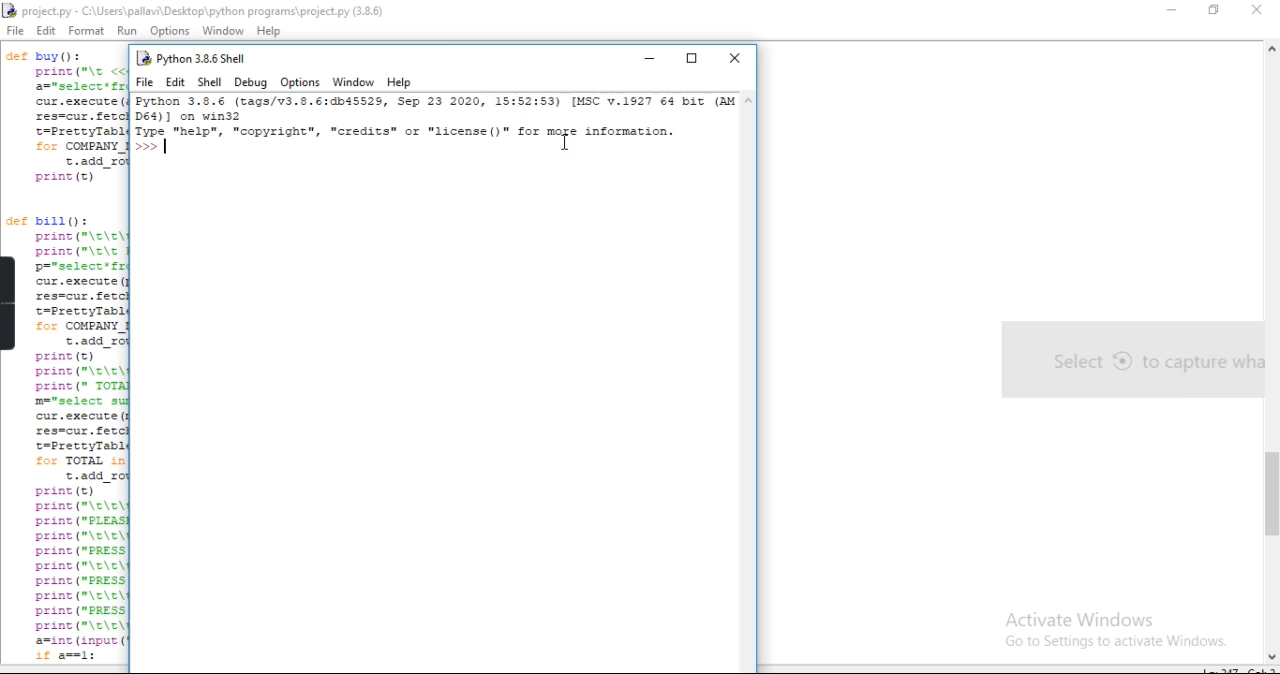 project.py - C:\Users\pallavi\Desktop\python programs\project.py (3.8.6)
File Edit Format Run Options Window Help
def buy():
print("\t <<
a="select*fr
cur.execute(
res=cur.fetc
t=PrettyTabl
for COMPANY_
t.add_ro
print(t)
def bill():
print("\t\t\
print("\t\t
p="select*fr
cur.execute(
res=cur.fetc
t=PrettyTabl
for COMPANY_
t.add_ro
print(t)
print("\t\t\
print(" TOTA
m="select su
cur.execute(
res=cur.fetc
t=PrettyTabl
for TOTAL in
t.add_ro
print(t)
print("\t\t\
print("PLEAS
print("\t\t\
print("PRESS
print("\t\t\
print("PRESS
print("\t\t\
print("PRESS
print("\t\t\
a=int(input(
if a==1:
Python 3.8.6 Shell
File Edit Shell Debug Options Window Help
Python 3.8.6 (tags/v3.8.6:db45529, Sep 23 2020, 15:52:53) [MSC v.1927 64 bit (AM
D64)] on win32
Type "help", "copyright", "credits" or "license()" for more information.
>>>
Select to capture wha
Activate Windows
Go to Settings to activate Windows.